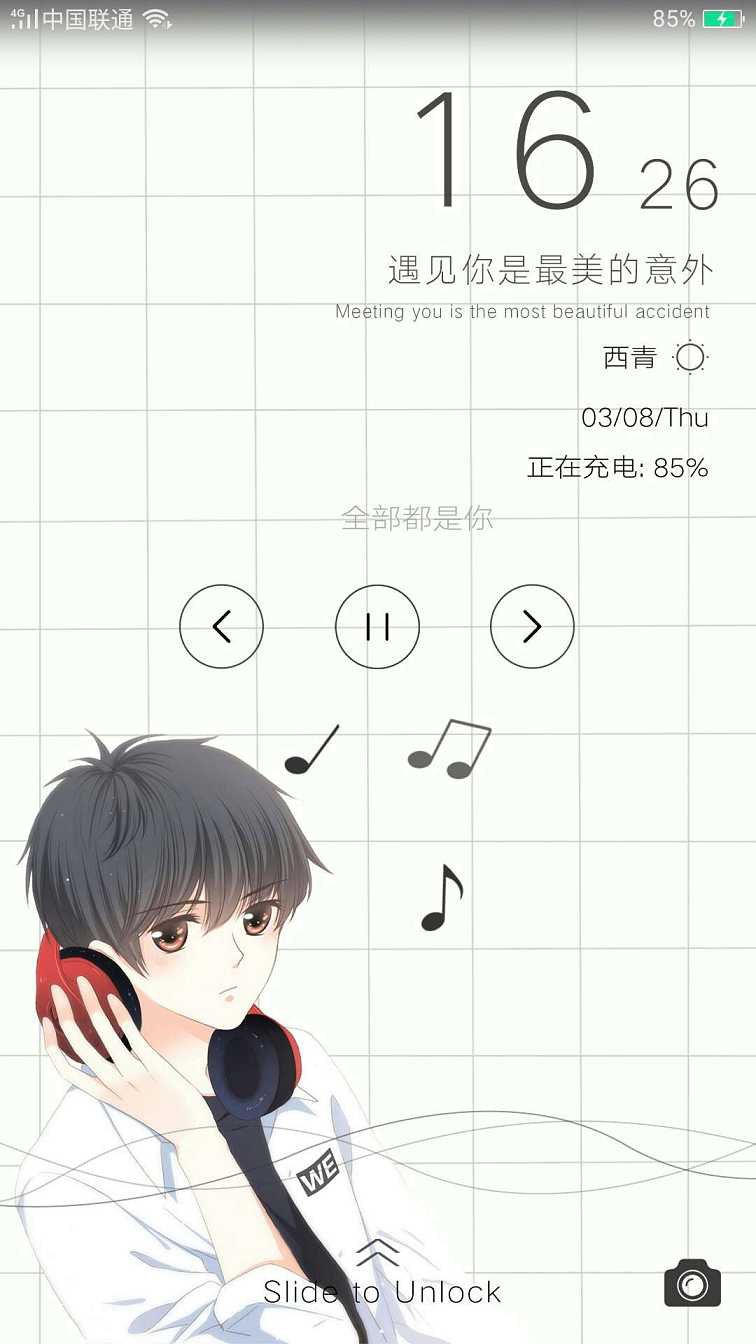 4G 中国联通 85%
16 26
遇见你是最美的意外
Meeting you is the most beautiful accident
西青
03/08/Thu
正在充电: 85%
全部都是你
WE
Slide to Unlock